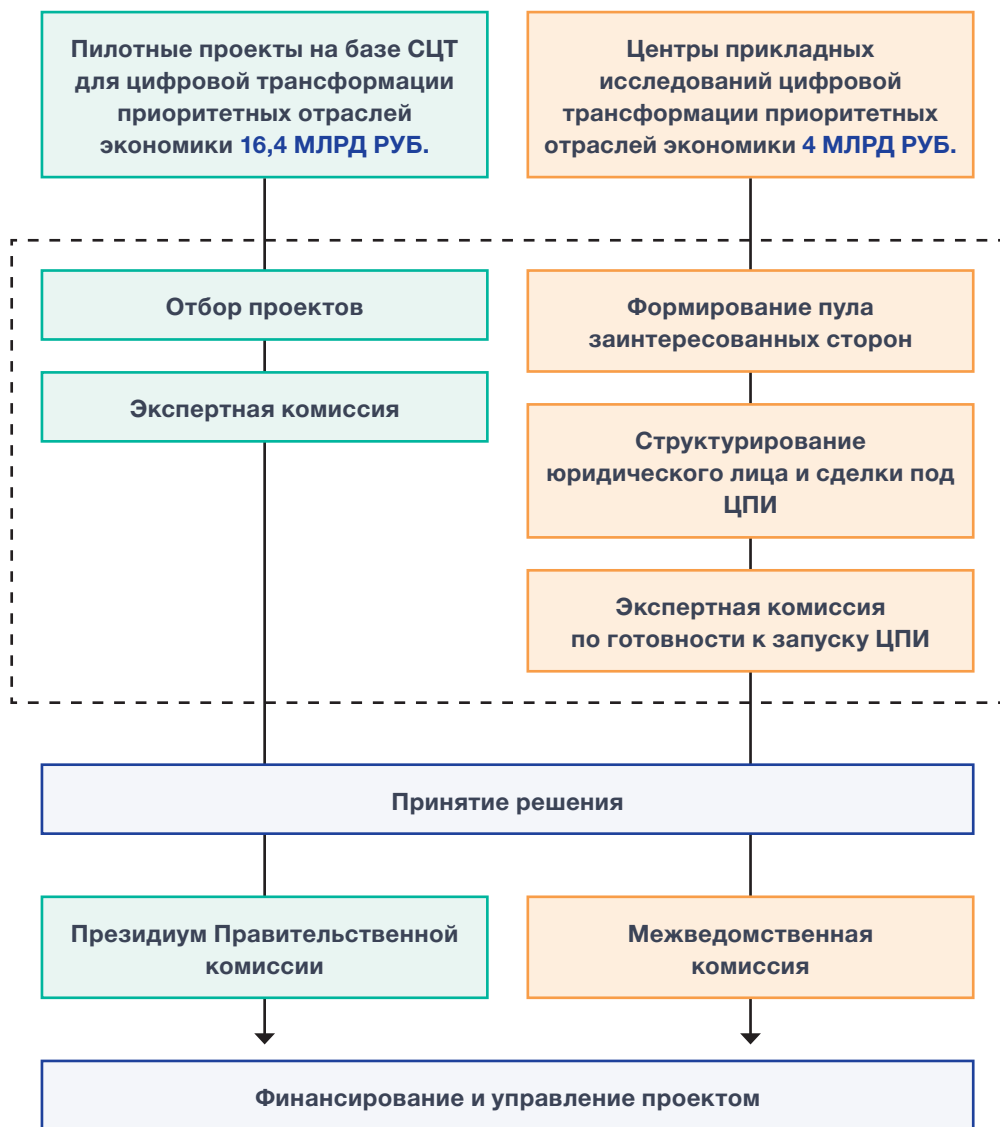 Пилотные проекты на базе СЦТ
для цифровой трансформации
приоритетных отраслей
экономики 16,4 МЛРД РУБ.
Центры прикладных
исследований цифровой
трансформации приоритетных
отраслей экономики 4 МЛРД РУБ.
Отбор проектов
Экспертная комиссия
Формирование пула
заинтересованных сторон
Структурирование
юридического лица и сделки под
ЦПИ
Экспертная комиссия
по готовности к запуску ЦПИ
Принятие решения
Президиум Правительственной
комиссии
Межведомственная
комиссия
Финансирование и управление проектом